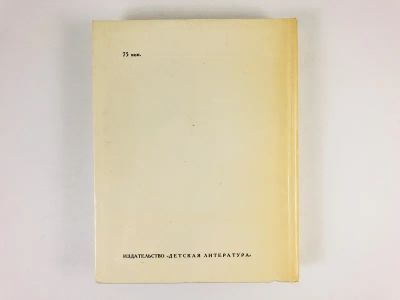 75 коп.
ИЗДАТЕЛЬСТВО «ДЕТСКАЯ ЛИТЕРАТУРА»